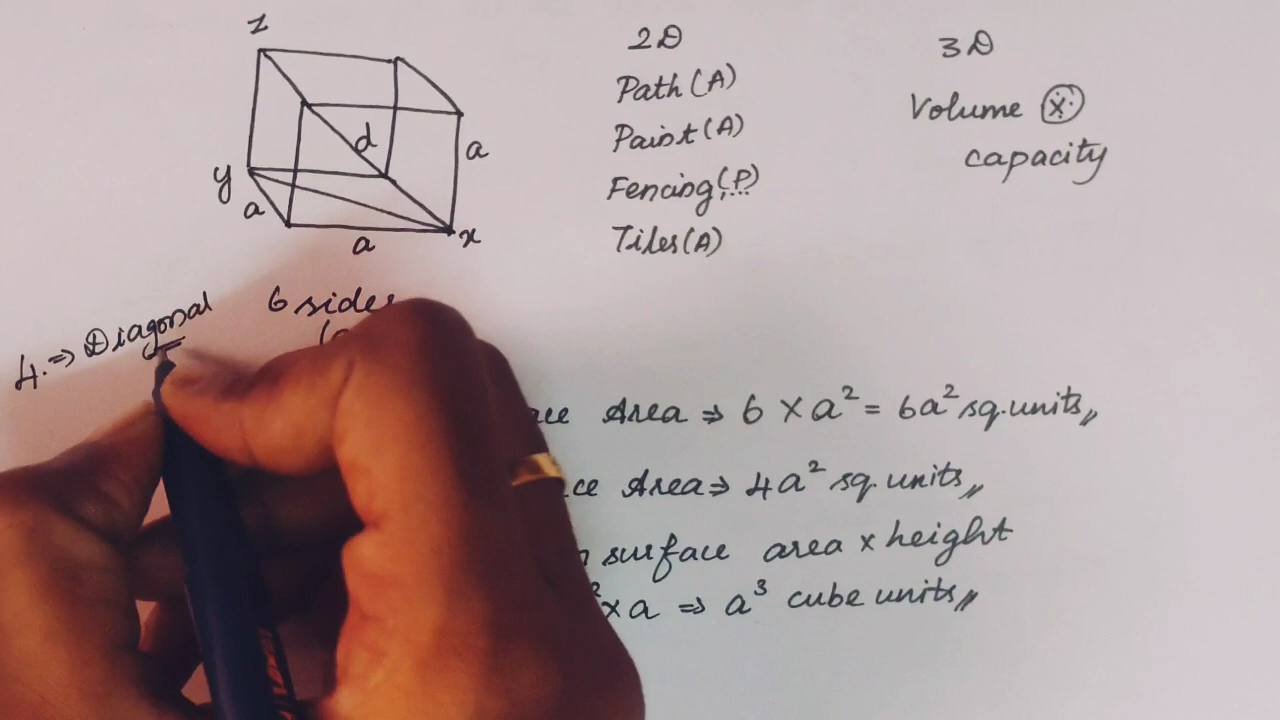 z
y
d
a
a
a
x
2D
Path (A)
Paint (A)
Fencing (P)
Tiles (A)
3D
Volume (x)
capacity
4. ⇒ Diagonal
6 sides
Area ⇒ 6 × a² = 6a² sq. units,,
Area ⇒ 4a² sq. units,,
surface area × height
× a ⇒ a³ cube units,,